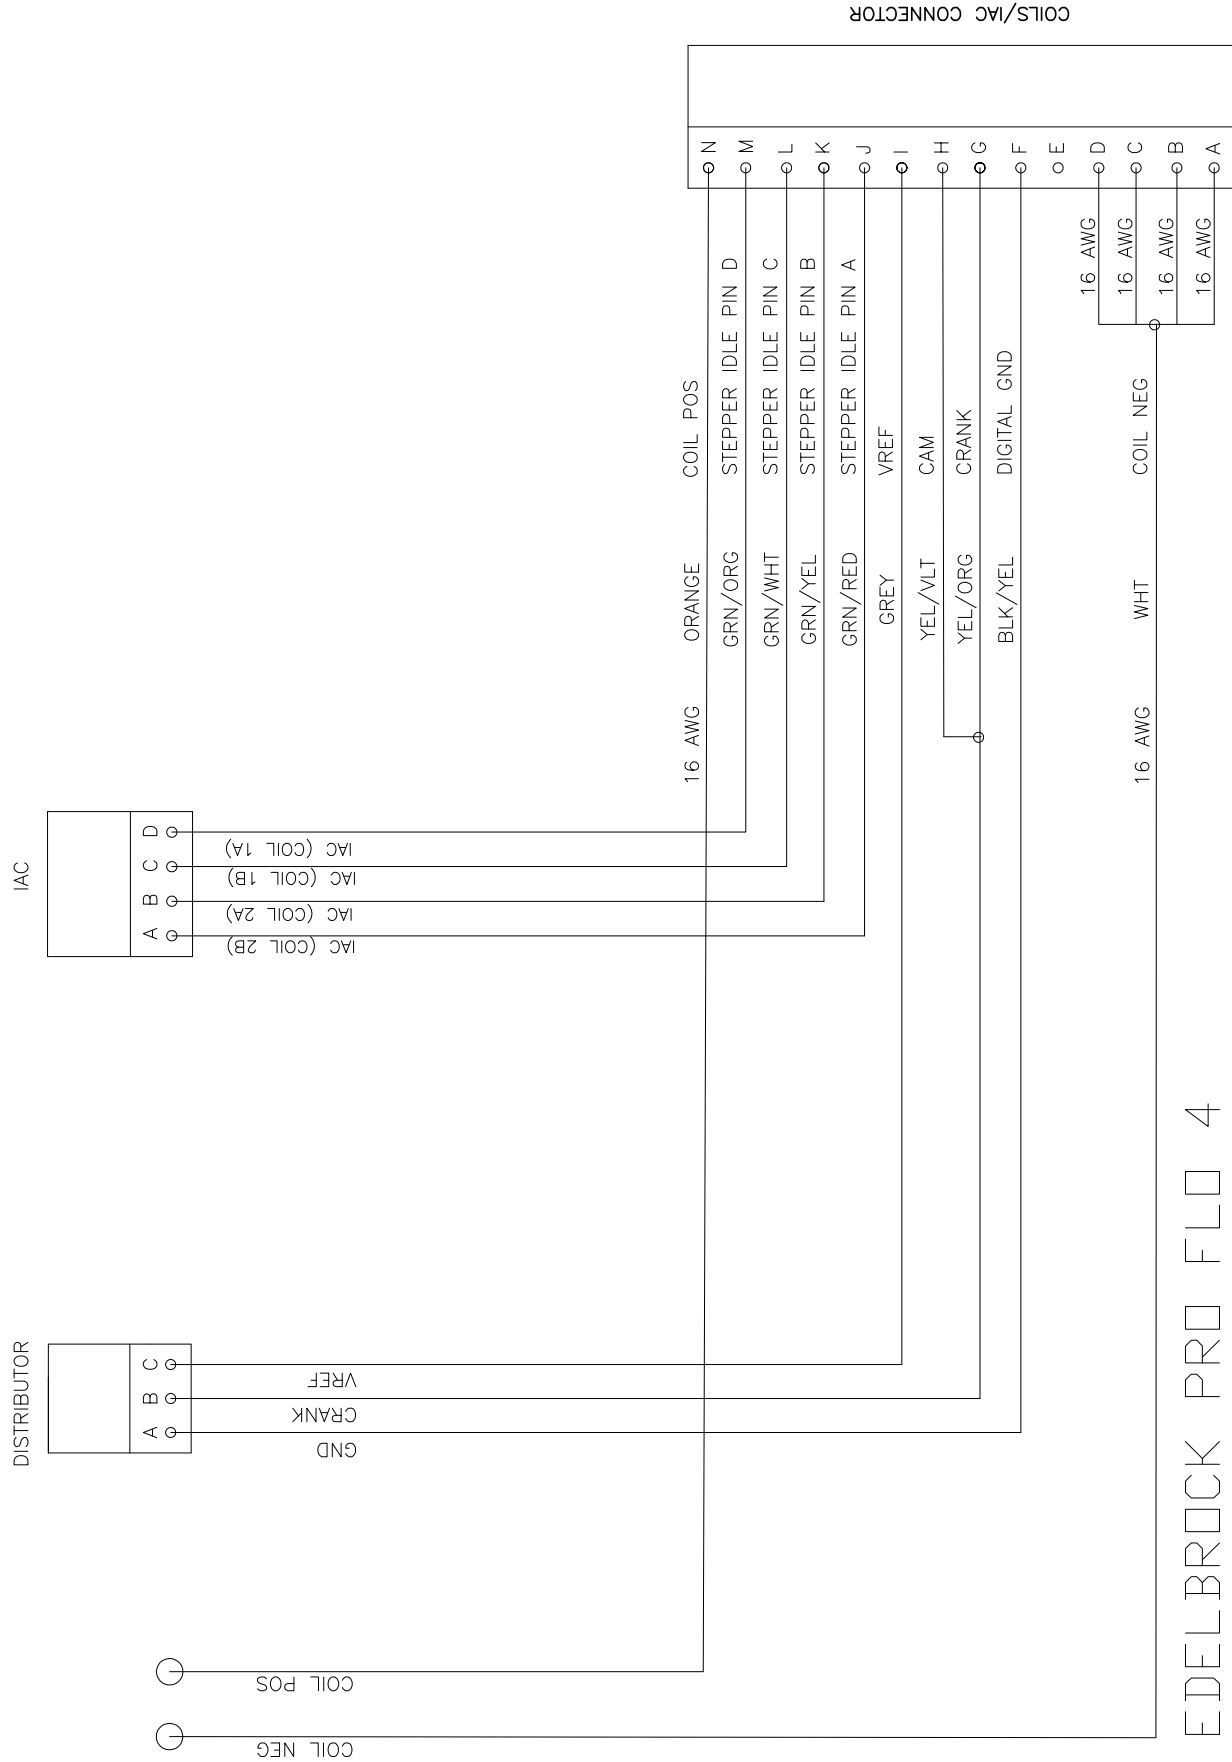 COILS/IAC CONNECTOR
N
M
L
K
J
I
H
G
F
E
D
C
B
A
16 AWG ORANGE COIL POS
GRN/ORG STEPPER IDLE PIN D
GRN/WHT STEPPER IDLE PIN C
GRN/YEL STEPPER IDLE PIN B
GRN/RED STEPPER IDLE PIN A
GREY VREF
YEL/VLT CAM
YEL/ORG CRANK
BLK/YEL DIGITAL GND
16 AWG
16 AWG
16 AWG
16 AWG
16 AWG WHT COIL NEG
IAC
D
C
B
A
IAC (COIL 1A)
IAC (COIL 1B)
IAC (COIL 2A)
IAC (COIL 2B)
DISTRIBUTOR
C
B
A
VREF
CRANK
GND
COIL POS
COIL NEG
EDELBROCK PRO FLO 4